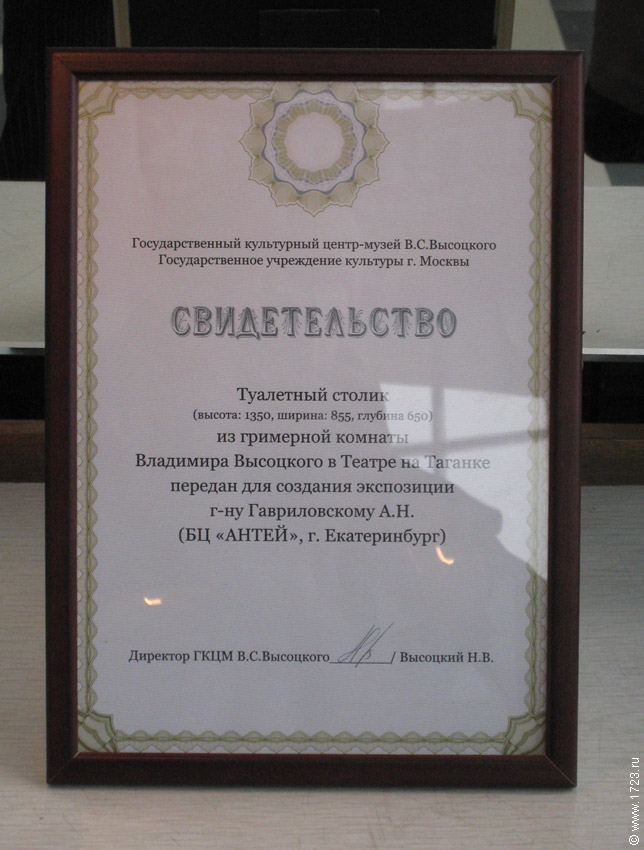 Государственный культурный центр-музей В.С.Высоцкого
Государственное учреждение культуры г. Москвы
СВИДЕТЕЛЬСТВО
Туалетный столик
(высота: 1350, ширина: 855, глубина 650)
из гримерной комнаты
Владимира Высоцкого в Театре на Таганке
передан для создания экспозиции
г-ну Гавриловскому А.Н.
(БЦ «АНТЕЙ», г. Екатеринбург)
Директор ГКЦМ В.С.Высоцкого________/ Высоцкий Н.В.
© www.1723.ru